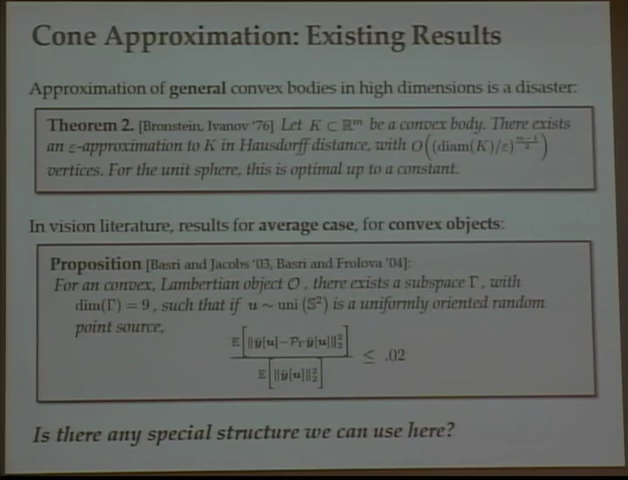 Cone Approximation: Existing Results
Approximation of general convex bodies in high dimensions is a disaster:
Theorem 2. [Bronstein, Ivanov '76] Let K ⊂ ℝ^m be a convex body. There exists
an ε-approximation to K in Hausdorff distance, with O((diam(K)/ε)^{(m-1)/2})
vertices. For the unit sphere, this is optimal up to a constant.
In vision literature, results for average case, for convex objects:
Proposition [Basri and Jacobs '03, Basri and Frolova '04]:
For an convex, Lambertian object O, there exists a subspace Γ, with
dim(Γ) = 9, such that if u ~ uni(𝕊²) is a uniformly oriented random
point source,
𝔼[‖ȳ[u]−P_Γ ȳ[u]‖₂²] / 𝔼[‖ȳ[u]‖₂²] ≤ .02
Is there any special structure we can use here?